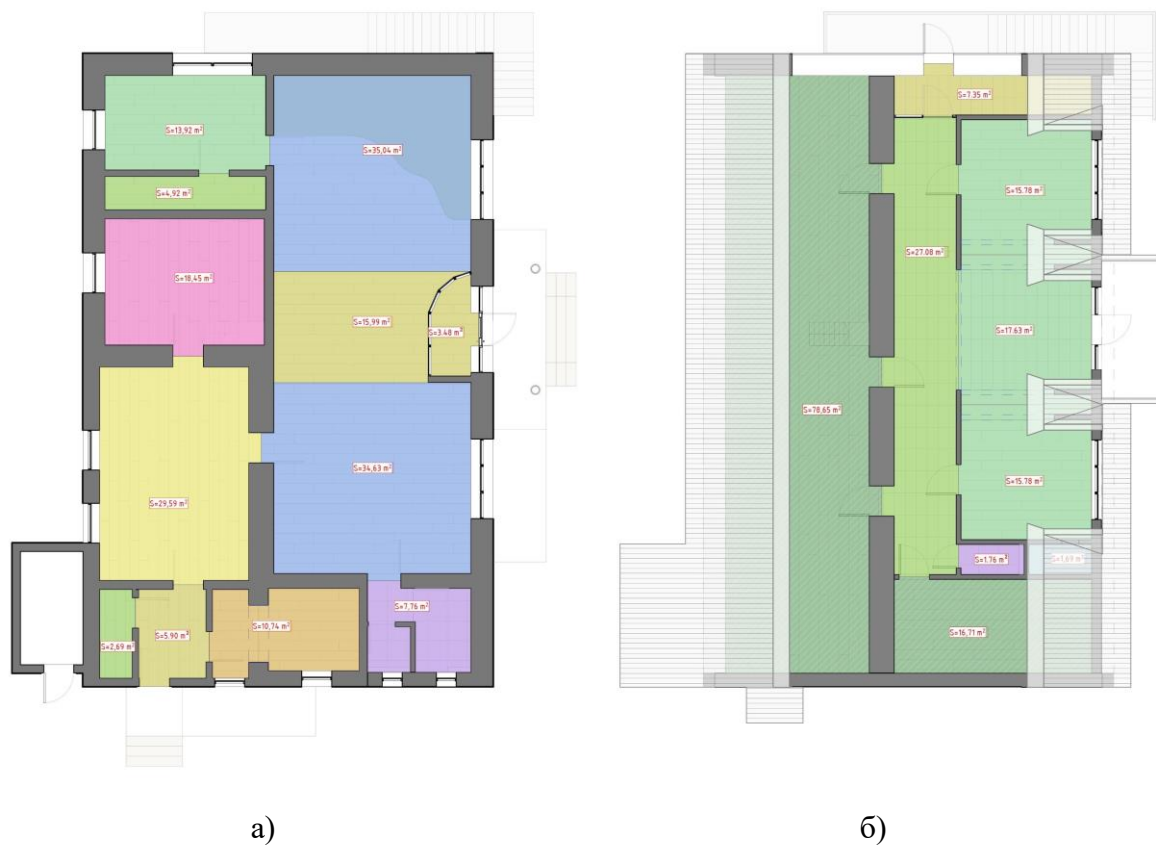 S=13,92 m²
S=35,04 m²
S=4,92 m²
S=18,45 m²
S=15,99 m²
S=3.48 m²
S=34,63 m²
S=29,59 m²
S=7,76 m²
S=2,69 m²
S=5.90 m²
S=10,74 m²
а)
S=7.35 m²
S=15.78 m²
S=27.08 m²
S=17.63 m²
S=78,65 m²
S=15.78 m²
S=1.76 m²
S=1,69 m²
S=16,71 m²
б)